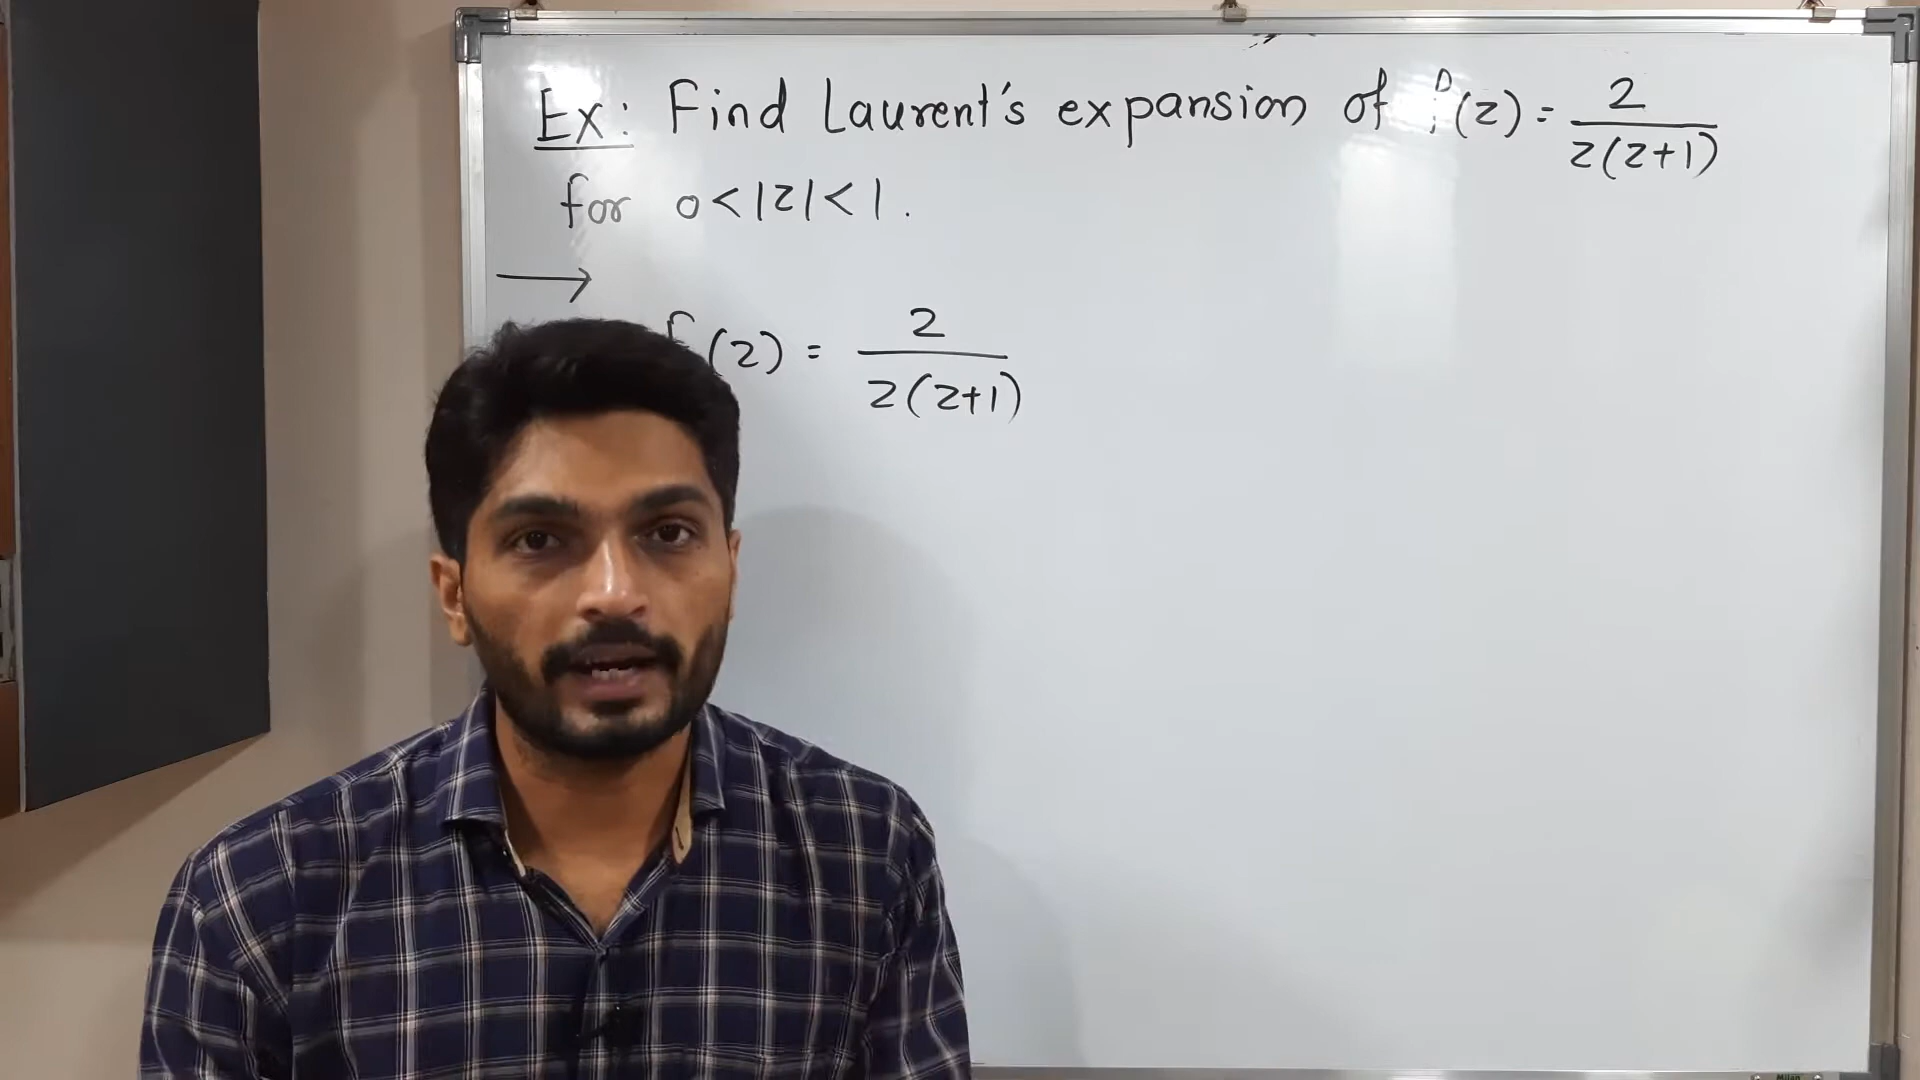 Ex: Find Laurent's expansion of f(z) = 2/z(z+1)
for 0<|z|<1.
→
f(z) = 2/z(z+1)